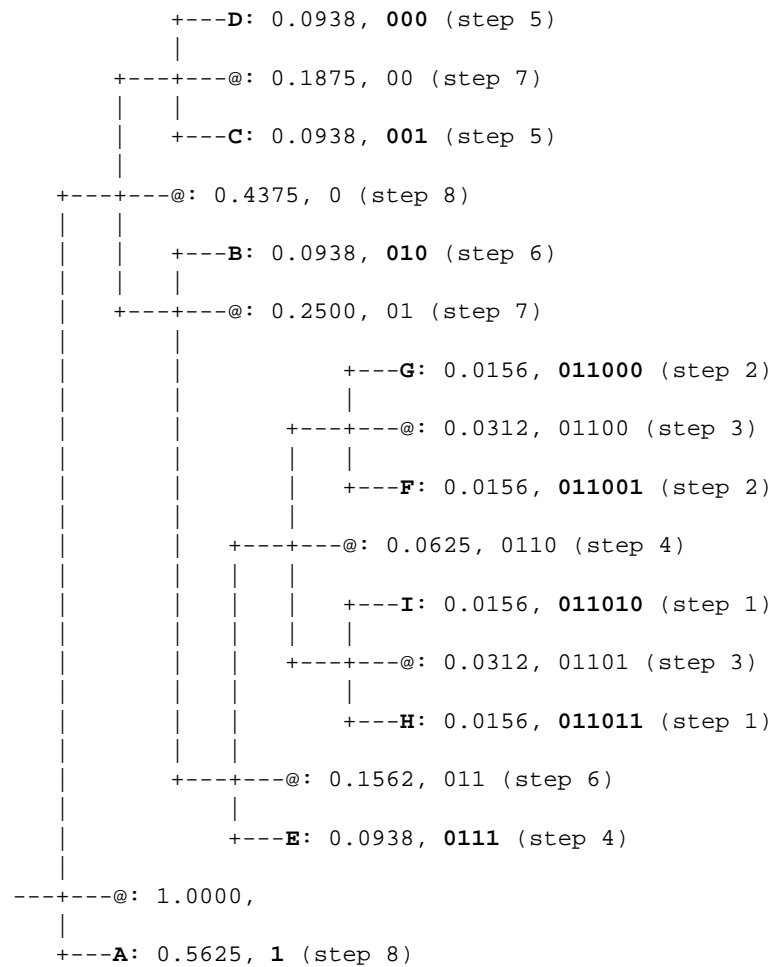 +---D: 0.0938, 000 (step 5)
+---+---@: 0.1875, 00 (step 7)
+---C: 0.0938, 001 (step 5)
+---+---@: 0.4375, 0 (step 8)
+---B: 0.0938, 010 (step 6)
+---+---@: 0.2500, 01 (step 7)
+---G: 0.0156, 011000 (step 2)
+---+---@: 0.0312, 01100 (step 3)
+---F: 0.0156, 011001 (step 2)
+---+---@: 0.0625, 0110 (step 4)
+---I: 0.0156, 011010 (step 1)
+---+---@: 0.0312, 01101 (step 3)
+---H: 0.0156, 011011 (step 1)
+---+---@: 0.1562, 011 (step 6)
+---E: 0.0938, 0111 (step 4)
---+---@: 1.0000,
+---A: 0.5625, 1 (step 8)